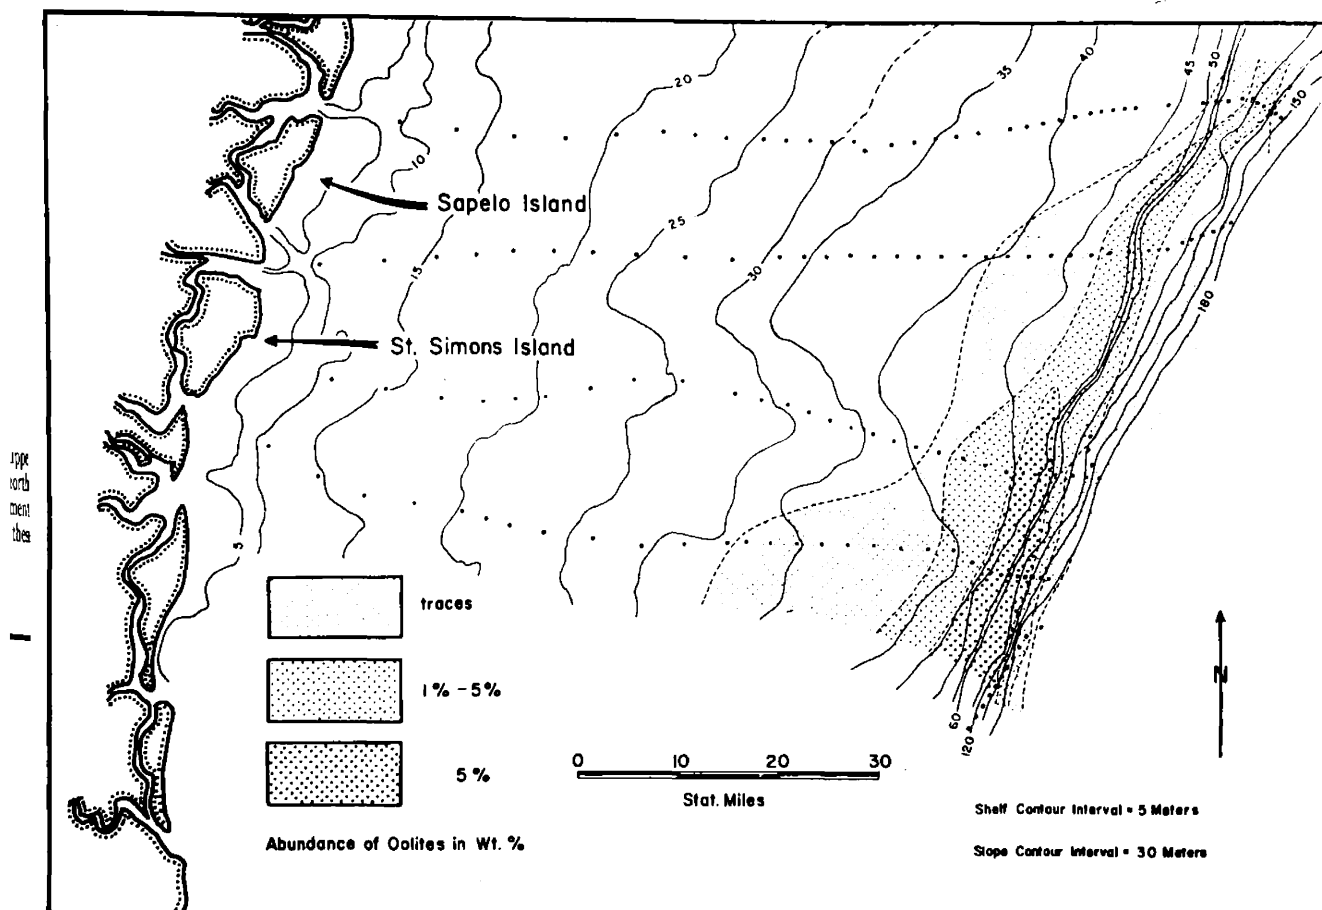 20
35
40
45
50
150
10
Sapelo Island
25
15
30
180
St. Simons Island
5
traces
1% - 5%
5%
Abundance of Oolites in Wt. %
60
120
0 10 20 30
Stat. Miles
N
Shelf Contour Interval = 5 Meters
Slope Contour Interval = 30 Meters